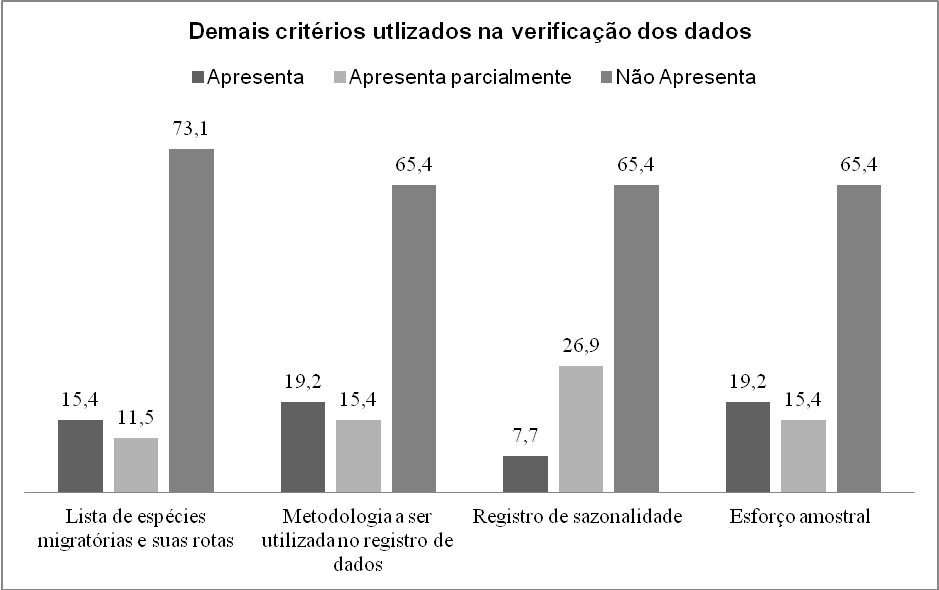 Demais critérios utlizados na verificação dos dados
Apresenta Apresenta parcialmente Não Apresenta
73,1
65,4
65,4
65,4
26,9
19,2
19,2
15,4
15,4
15,4
11,5
7,7
Lista de espécies
migratórias e suas rotas
Metodologia a ser
utilizada no registro de
dados
Registro de sazonalidade
Esforço amostral